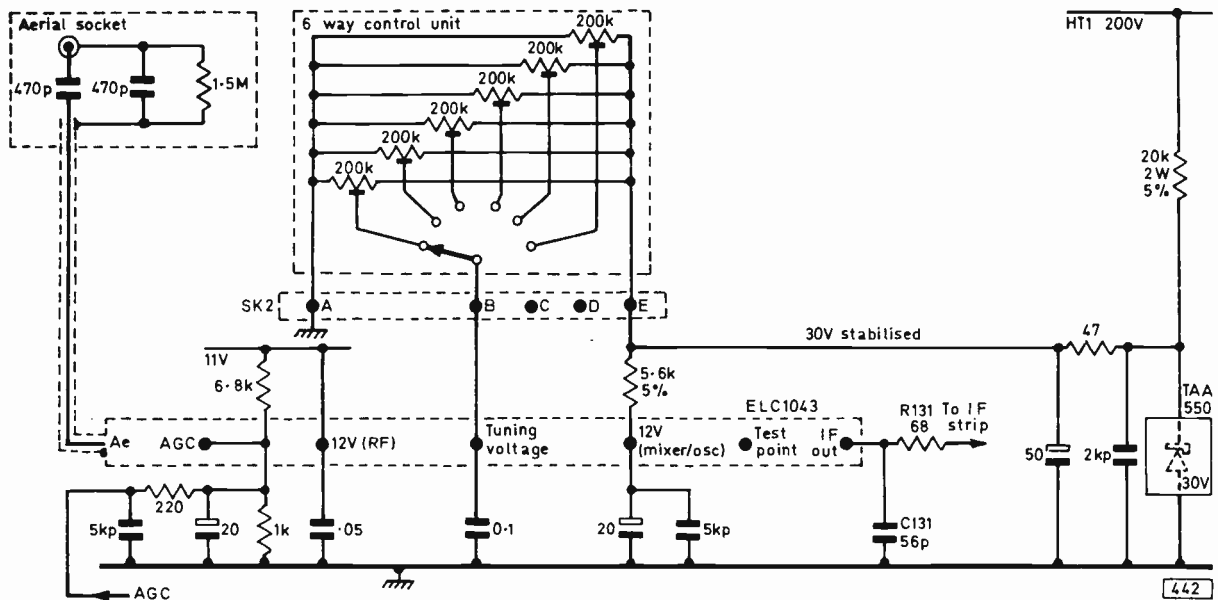 Aerial socket
470p
470p
1·5M
6 way control unit
200k
200k
200k
200k
200k
200k
HT1 200V
20k
2W
5%
SK2
A
B
C
D
E
11V
6·8k
30V stabilised
47
5·6k
5%
TAA
550
30V
ELC1043
Ae
AGC
12V (RF)
Tuning
voltage
12V
(mixer/osc)
Test
point
IF
out
R131
68
To IF
strip
50
2kp
5kp
220
20
1k
·05
0·1
20
5kp
C131
56p
AGC
442